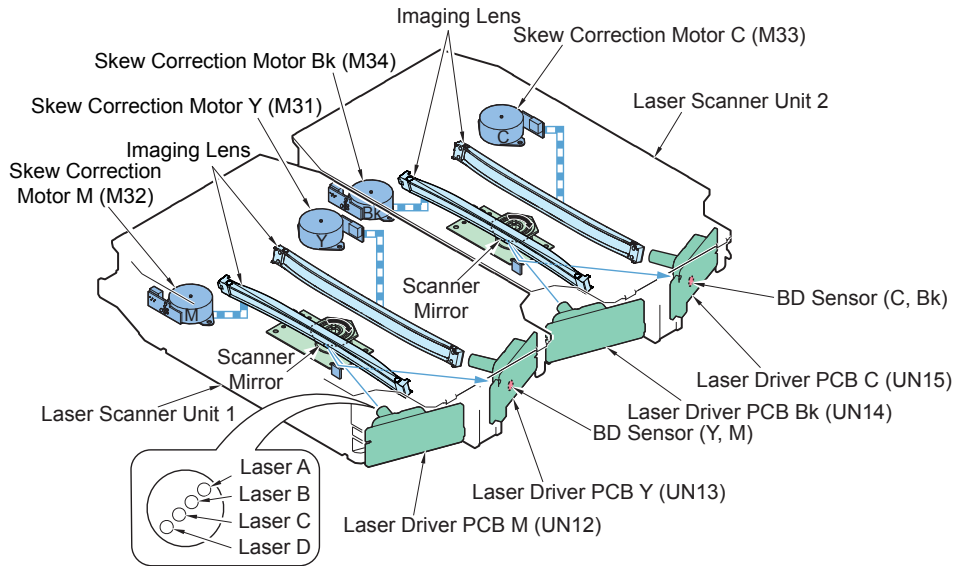 Imaging Lens
Skew Correction Motor C (M33)
Skew Correction Motor Bk (M34)
Skew Correction Motor Y (M31)
Laser Scanner Unit 2
Imaging Lens
Skew Correction
Motor M (M32)
C
Bk
Y
M
Scanner
Mirror
BD Sensor (C, Bk)
Scanner
Mirror
Laser Driver PCB C (UN15)
Laser Scanner Unit 1
Laser Driver PCB Bk (UN14)
BD Sensor (Y, M)
Laser A
Laser B
Laser C
Laser D
Laser Driver PCB Y (UN13)
Laser Driver PCB M (UN12)